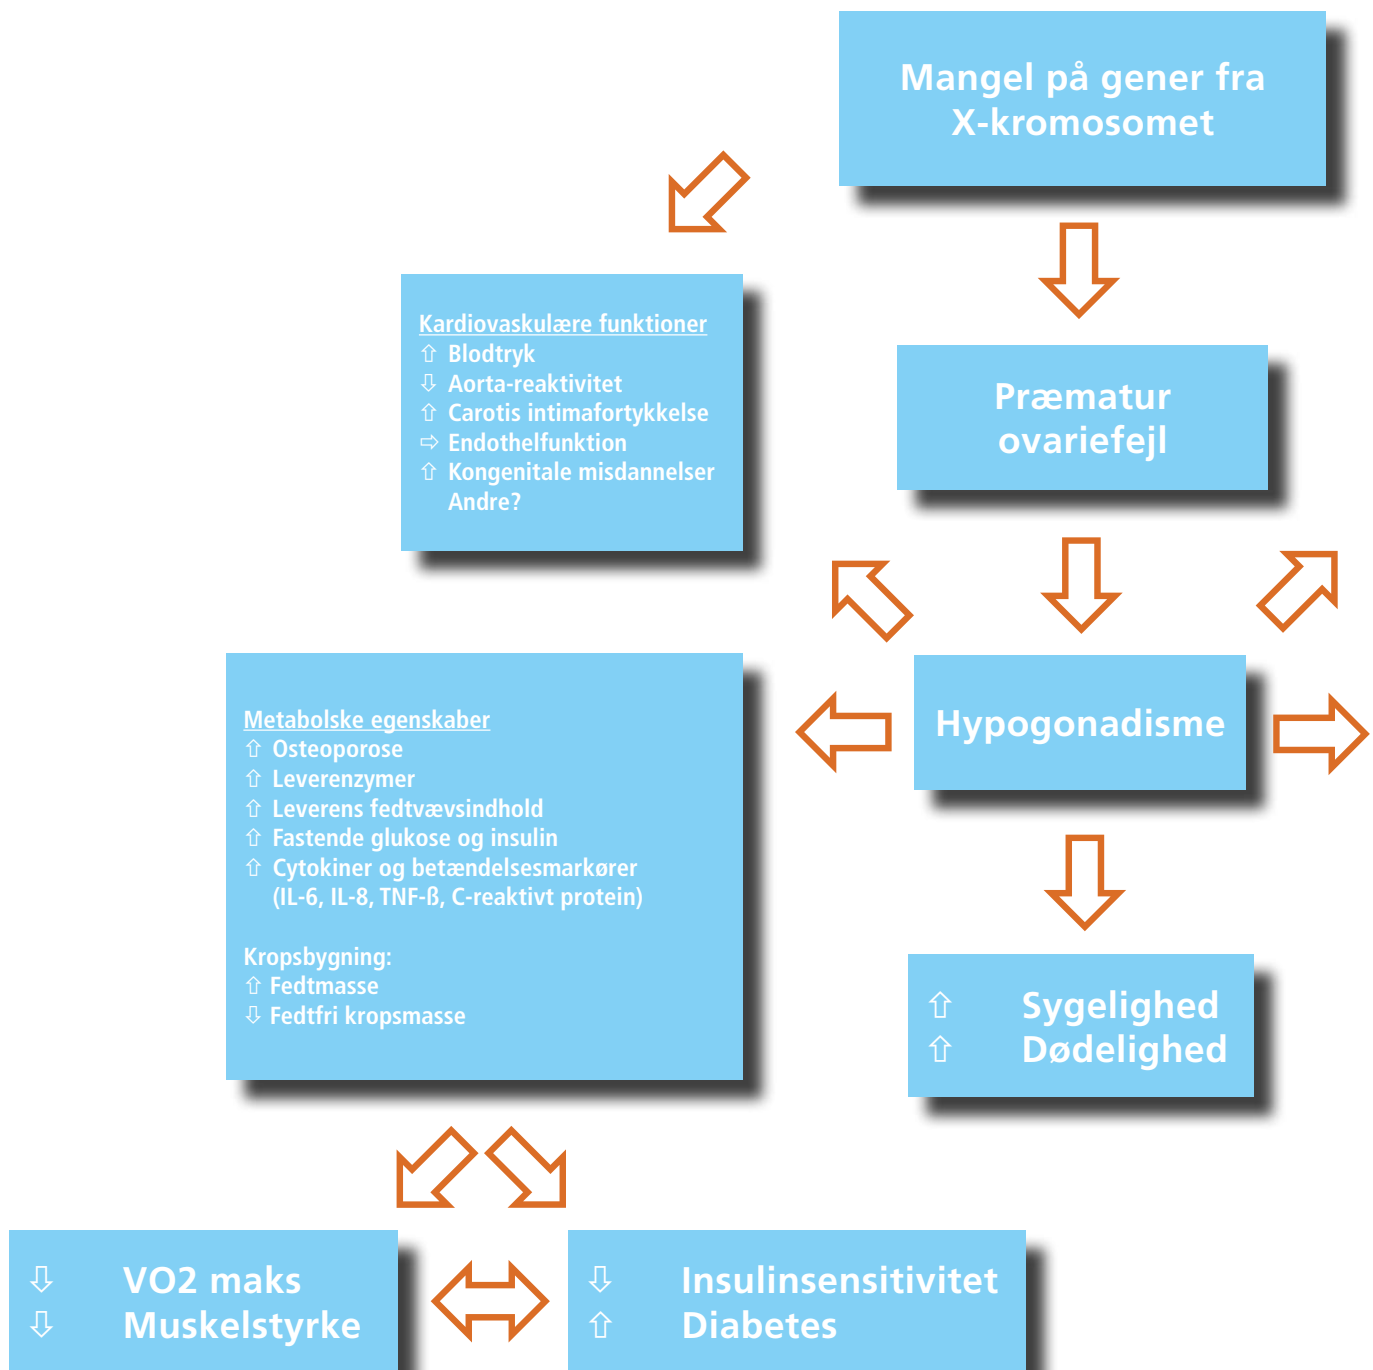 Mangel på gener fra
X-kromosomet
Kardiovaskulære funktioner
⇧ Blodtryk
⇩ Aorta-reaktivitet
⇧ Carotis intimafortykkelse
⇨ Endothelfunktion
⇧ Kongenitale misdannelser
Andre?
Præmatur
ovariefejl
Metabolske egenskaber
⇧ Osteoporose
⇧ Leverenzymer
⇧ Leverens fedtvævsindhold
⇧ Fastende glukose og insulin
⇧ Cytokiner og betændelsesmarkører
(IL-6, IL-8, TNF-ß, C-reaktivt protein)
Kropsbygning:
⇧ Fedtmasse
⇩ Fedtfri kropsmasse
Hypogonadisme
⇧ Sygelighed
⇧ Dødelighed
⇩ VO2 maks
⇩ Muskelstyrke
⇩ Insulinsensitivitet
⇧ Diabetes